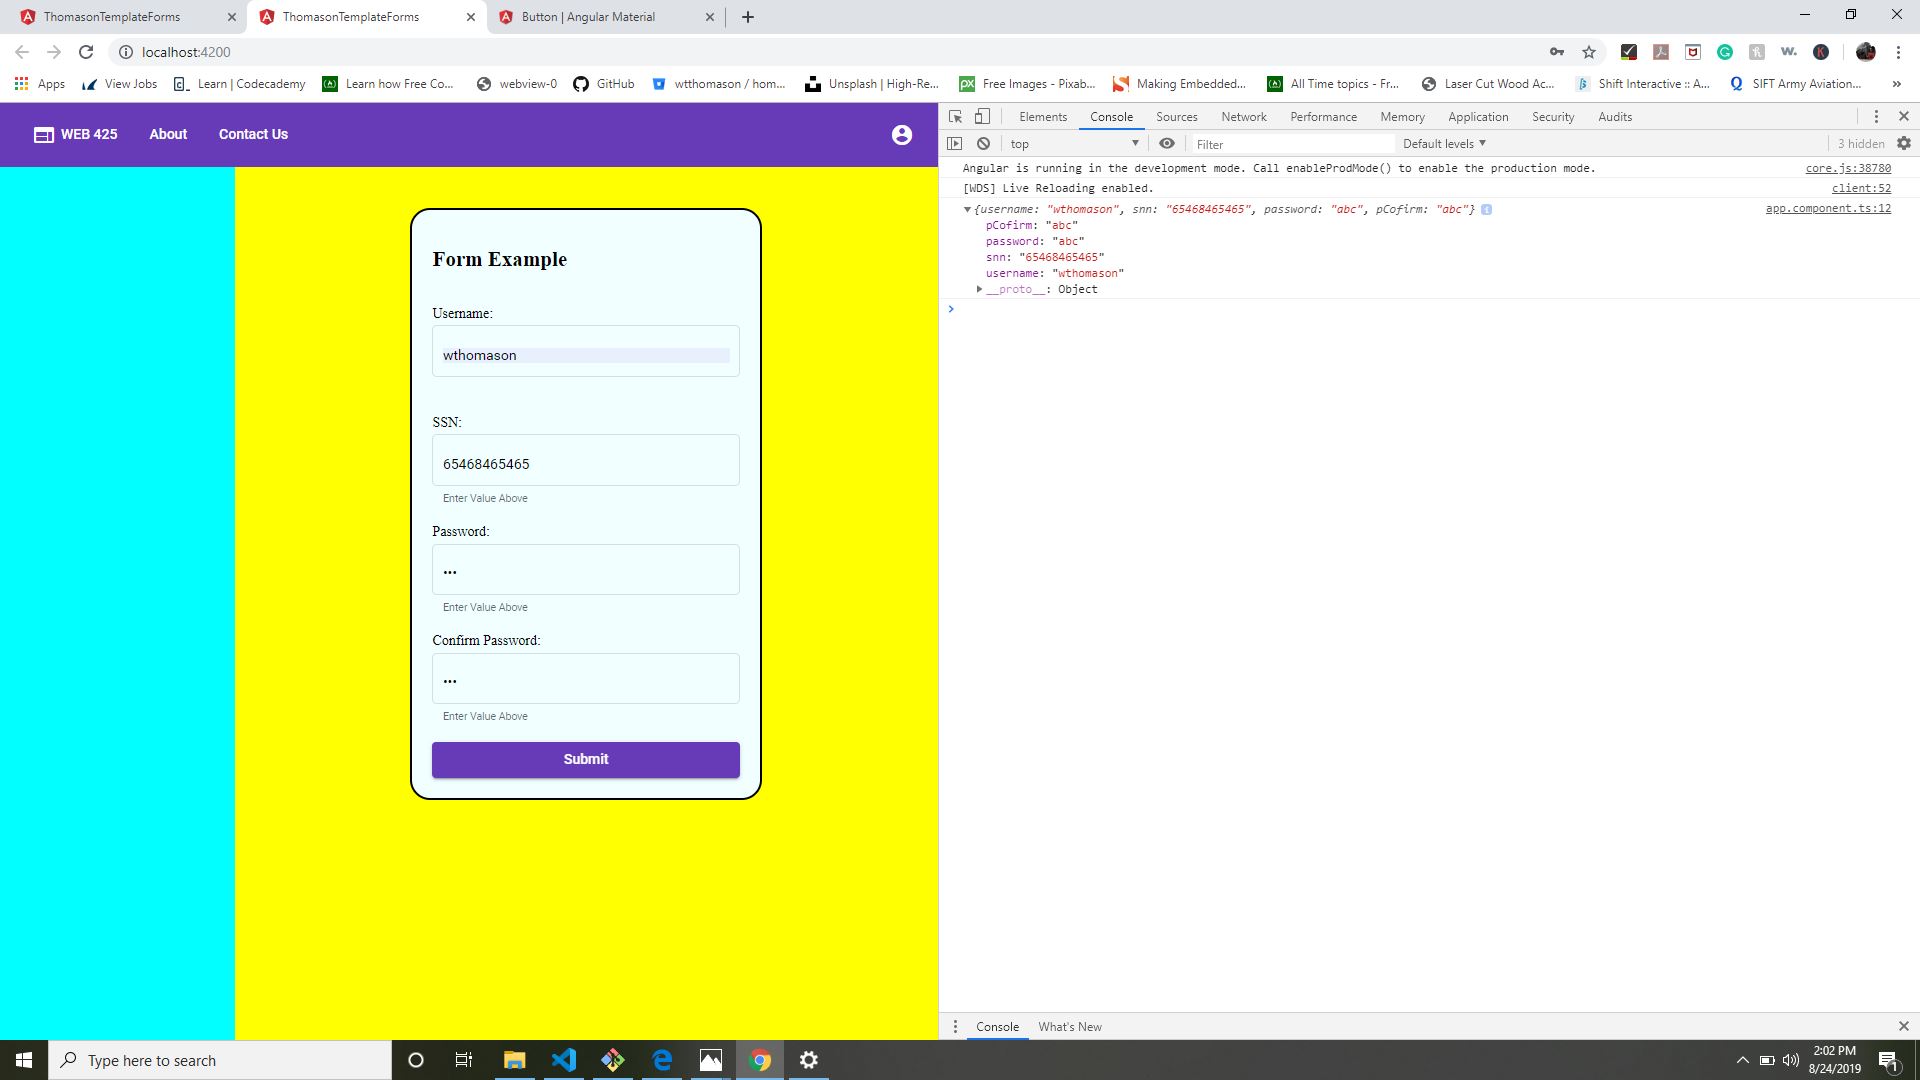 ThomasonTemplateForms
ThomasonTemplateForms
Button | Angular Material
localhost:4200
Apps
View Jobs
Learn | Codecademy
Learn how Free Co...
webview-0
GitHub
wtthomason / hom...
Unsplash | High-Re...
Free Images - Pixab...
Making Embedded...
All Time topics - Fr...
Laser Cut Wood Ac...
Shift Interactive :: A...
SIFT Army Aviation...
»
WEB 425 About Contact Us
Form Example
Username:
wthomason
SSN:
65468465465
Enter Value Above
Password:
•••
Enter Value Above
Confirm Password:
•••
Enter Value Above
Submit
Elements Console Sources Network Performance Memory Application Security Audits
top Filter Default levels 3 hidden
Angular is running in the development mode. Call enableProdMode() to enable the production mode. core.js:38780
[WDS] Live Reloading enabled. client:52
{username: "wthomason", snn: "65468465465", password: "abc", pCofirm: "abc"} app.component.ts:12
pCofirm: "abc"
password: "abc"
snn: "65468465465"
username: "wthomason"
__proto__: Object
Console What's New
Type here to search
2:02 PM
8/24/2019
1